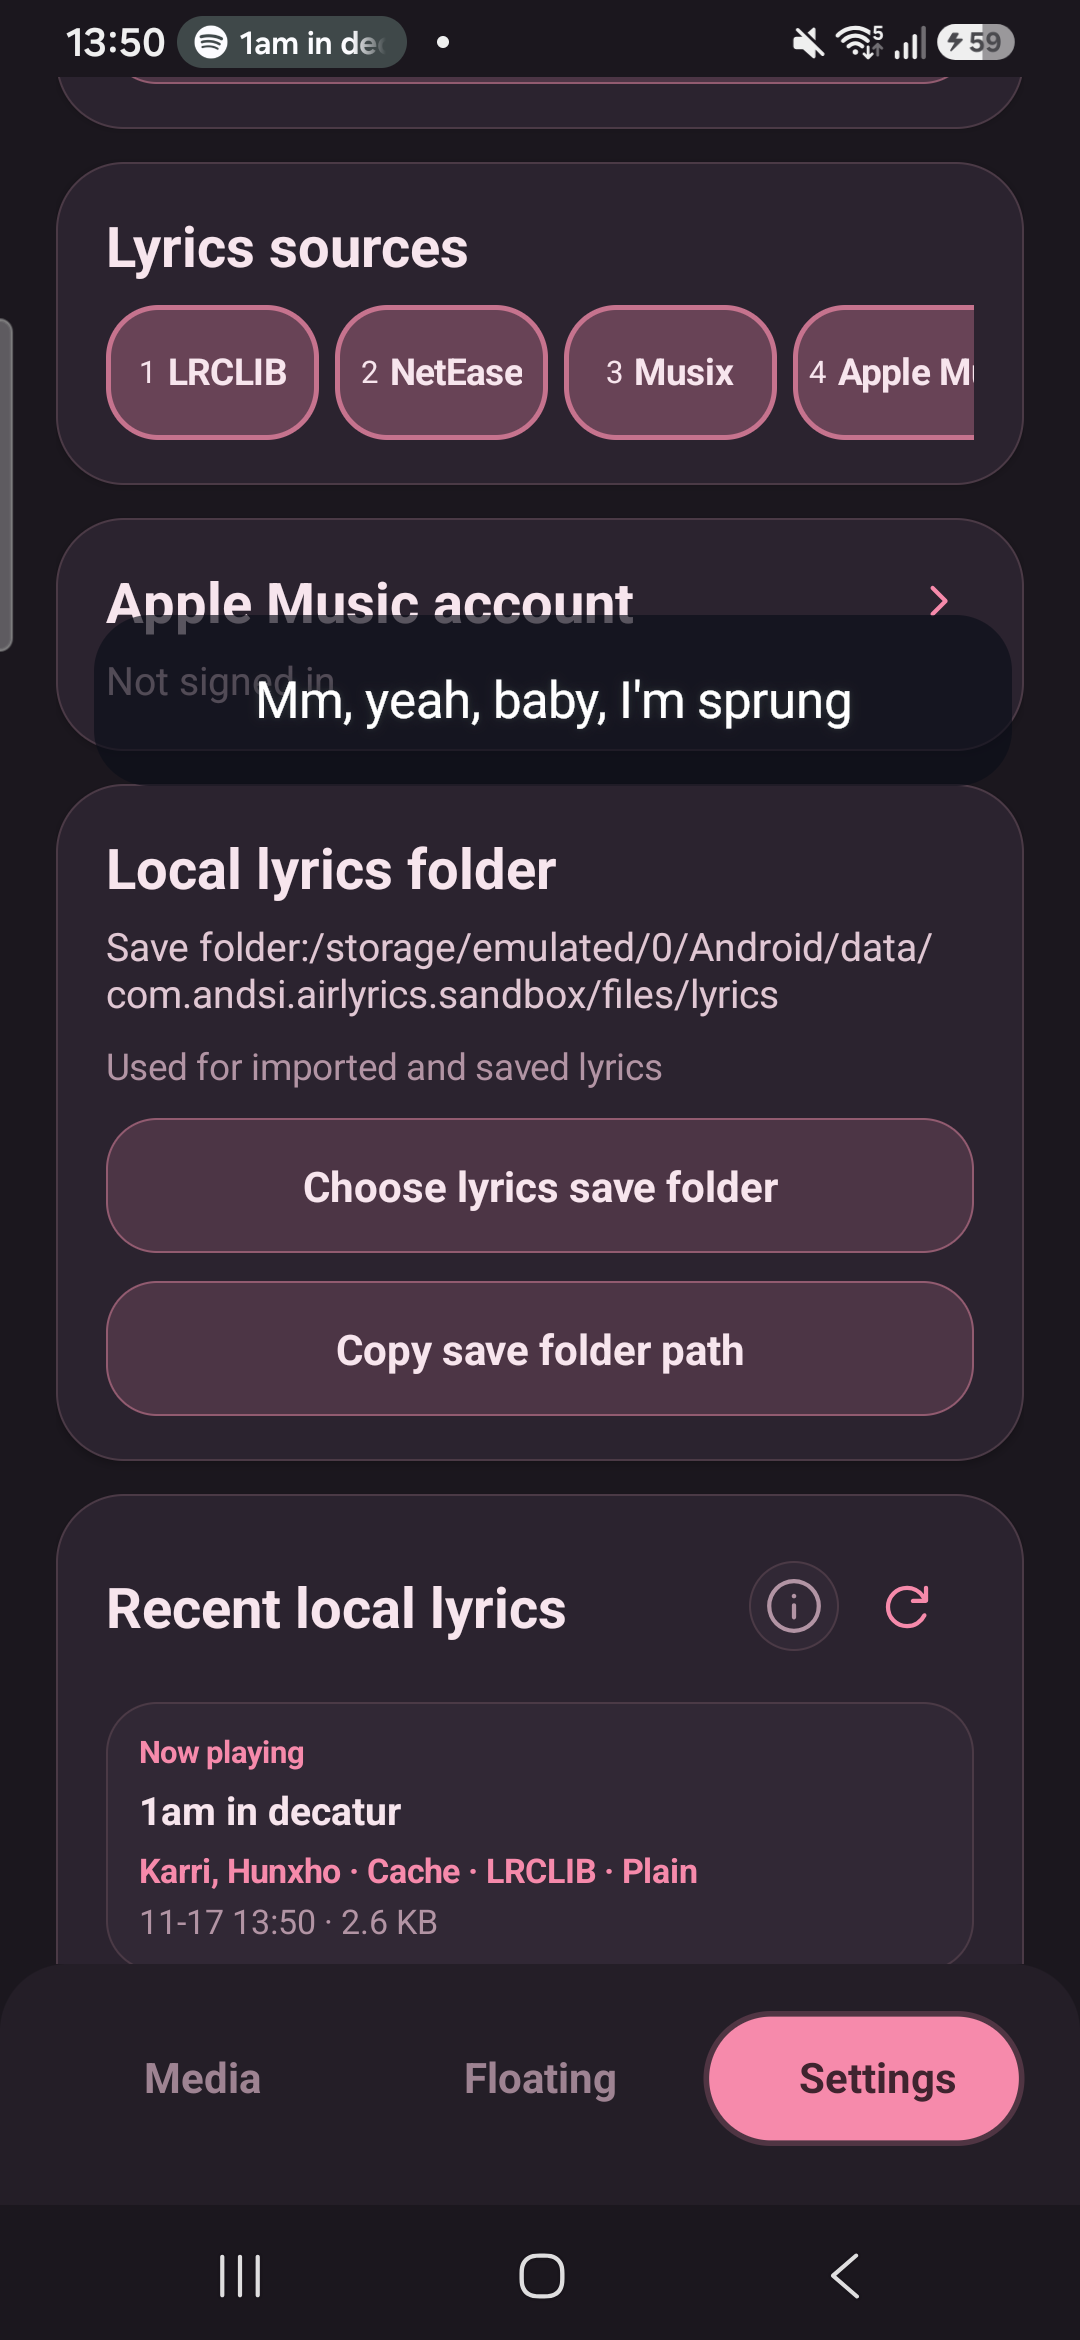 13:50 1am in dec 5 59
Lyrics sources
1 LRCLIB 2 NetEase 3 Musix 4 Apple Mu
Apple Music account
Not signed in
Mm, yeah, baby, I'm sprung
Local lyrics folder
Save folder:/storage/emulated/0/Android/data/
com.andsi.airlyrics.sandbox/files/lyrics
Used for imported and saved lyrics
Choose lyrics save folder
Copy save folder path
Recent local lyrics
Now playing
1am in decatur
Karri, Hunxho · Cache · LRCLIB · Plain
11-17 13:50 · 2.6 KB
Media Floating Settings